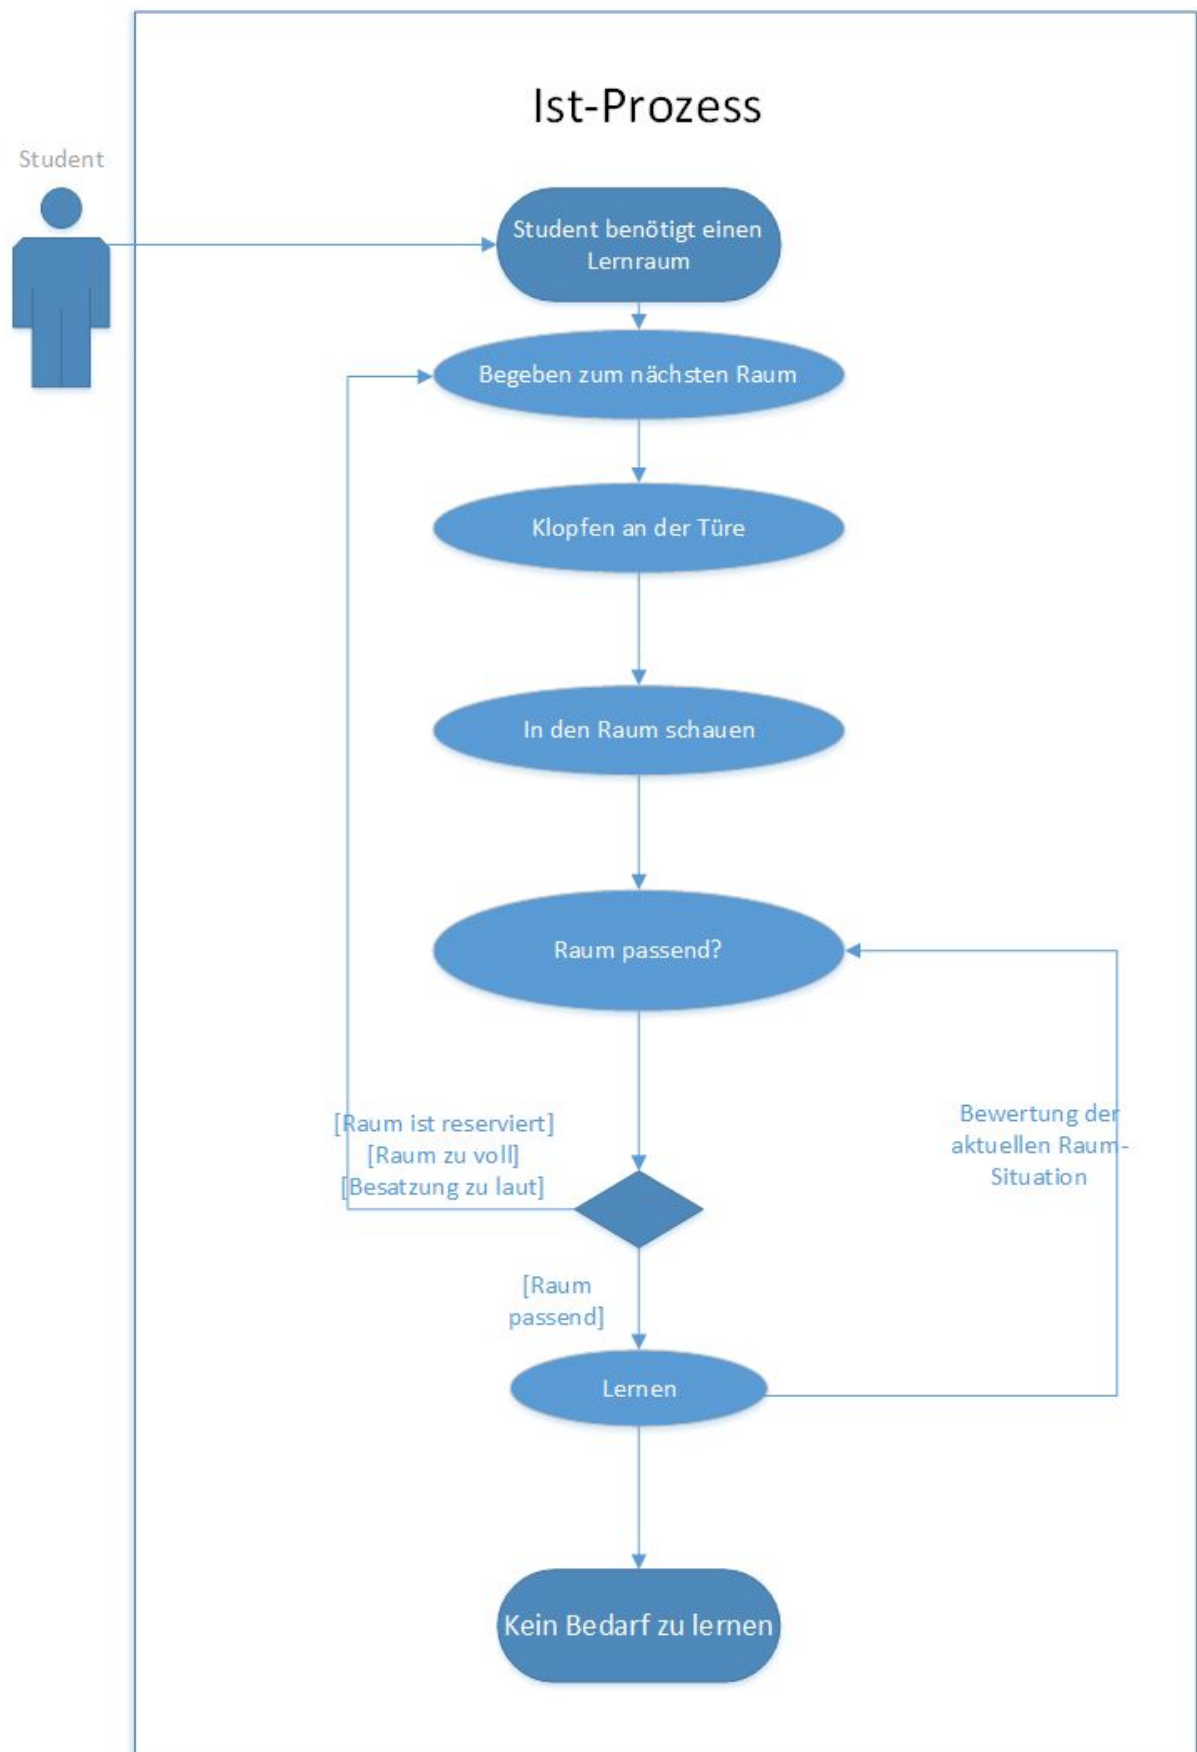 Ist-Prozess
Student
Student benötigt einen
Lernraum
Begeben zum nächsten Raum
Klopfen an der Türe
In den Raum schauen
Raum passend?
[Raum ist reserviert]
[Raum zu voll]
[Besatzung zu laut]
Bewertung der
aktuellen Raum-
Situation
[Raum
passend]
Lernen
Kein Bedarf zu lernen